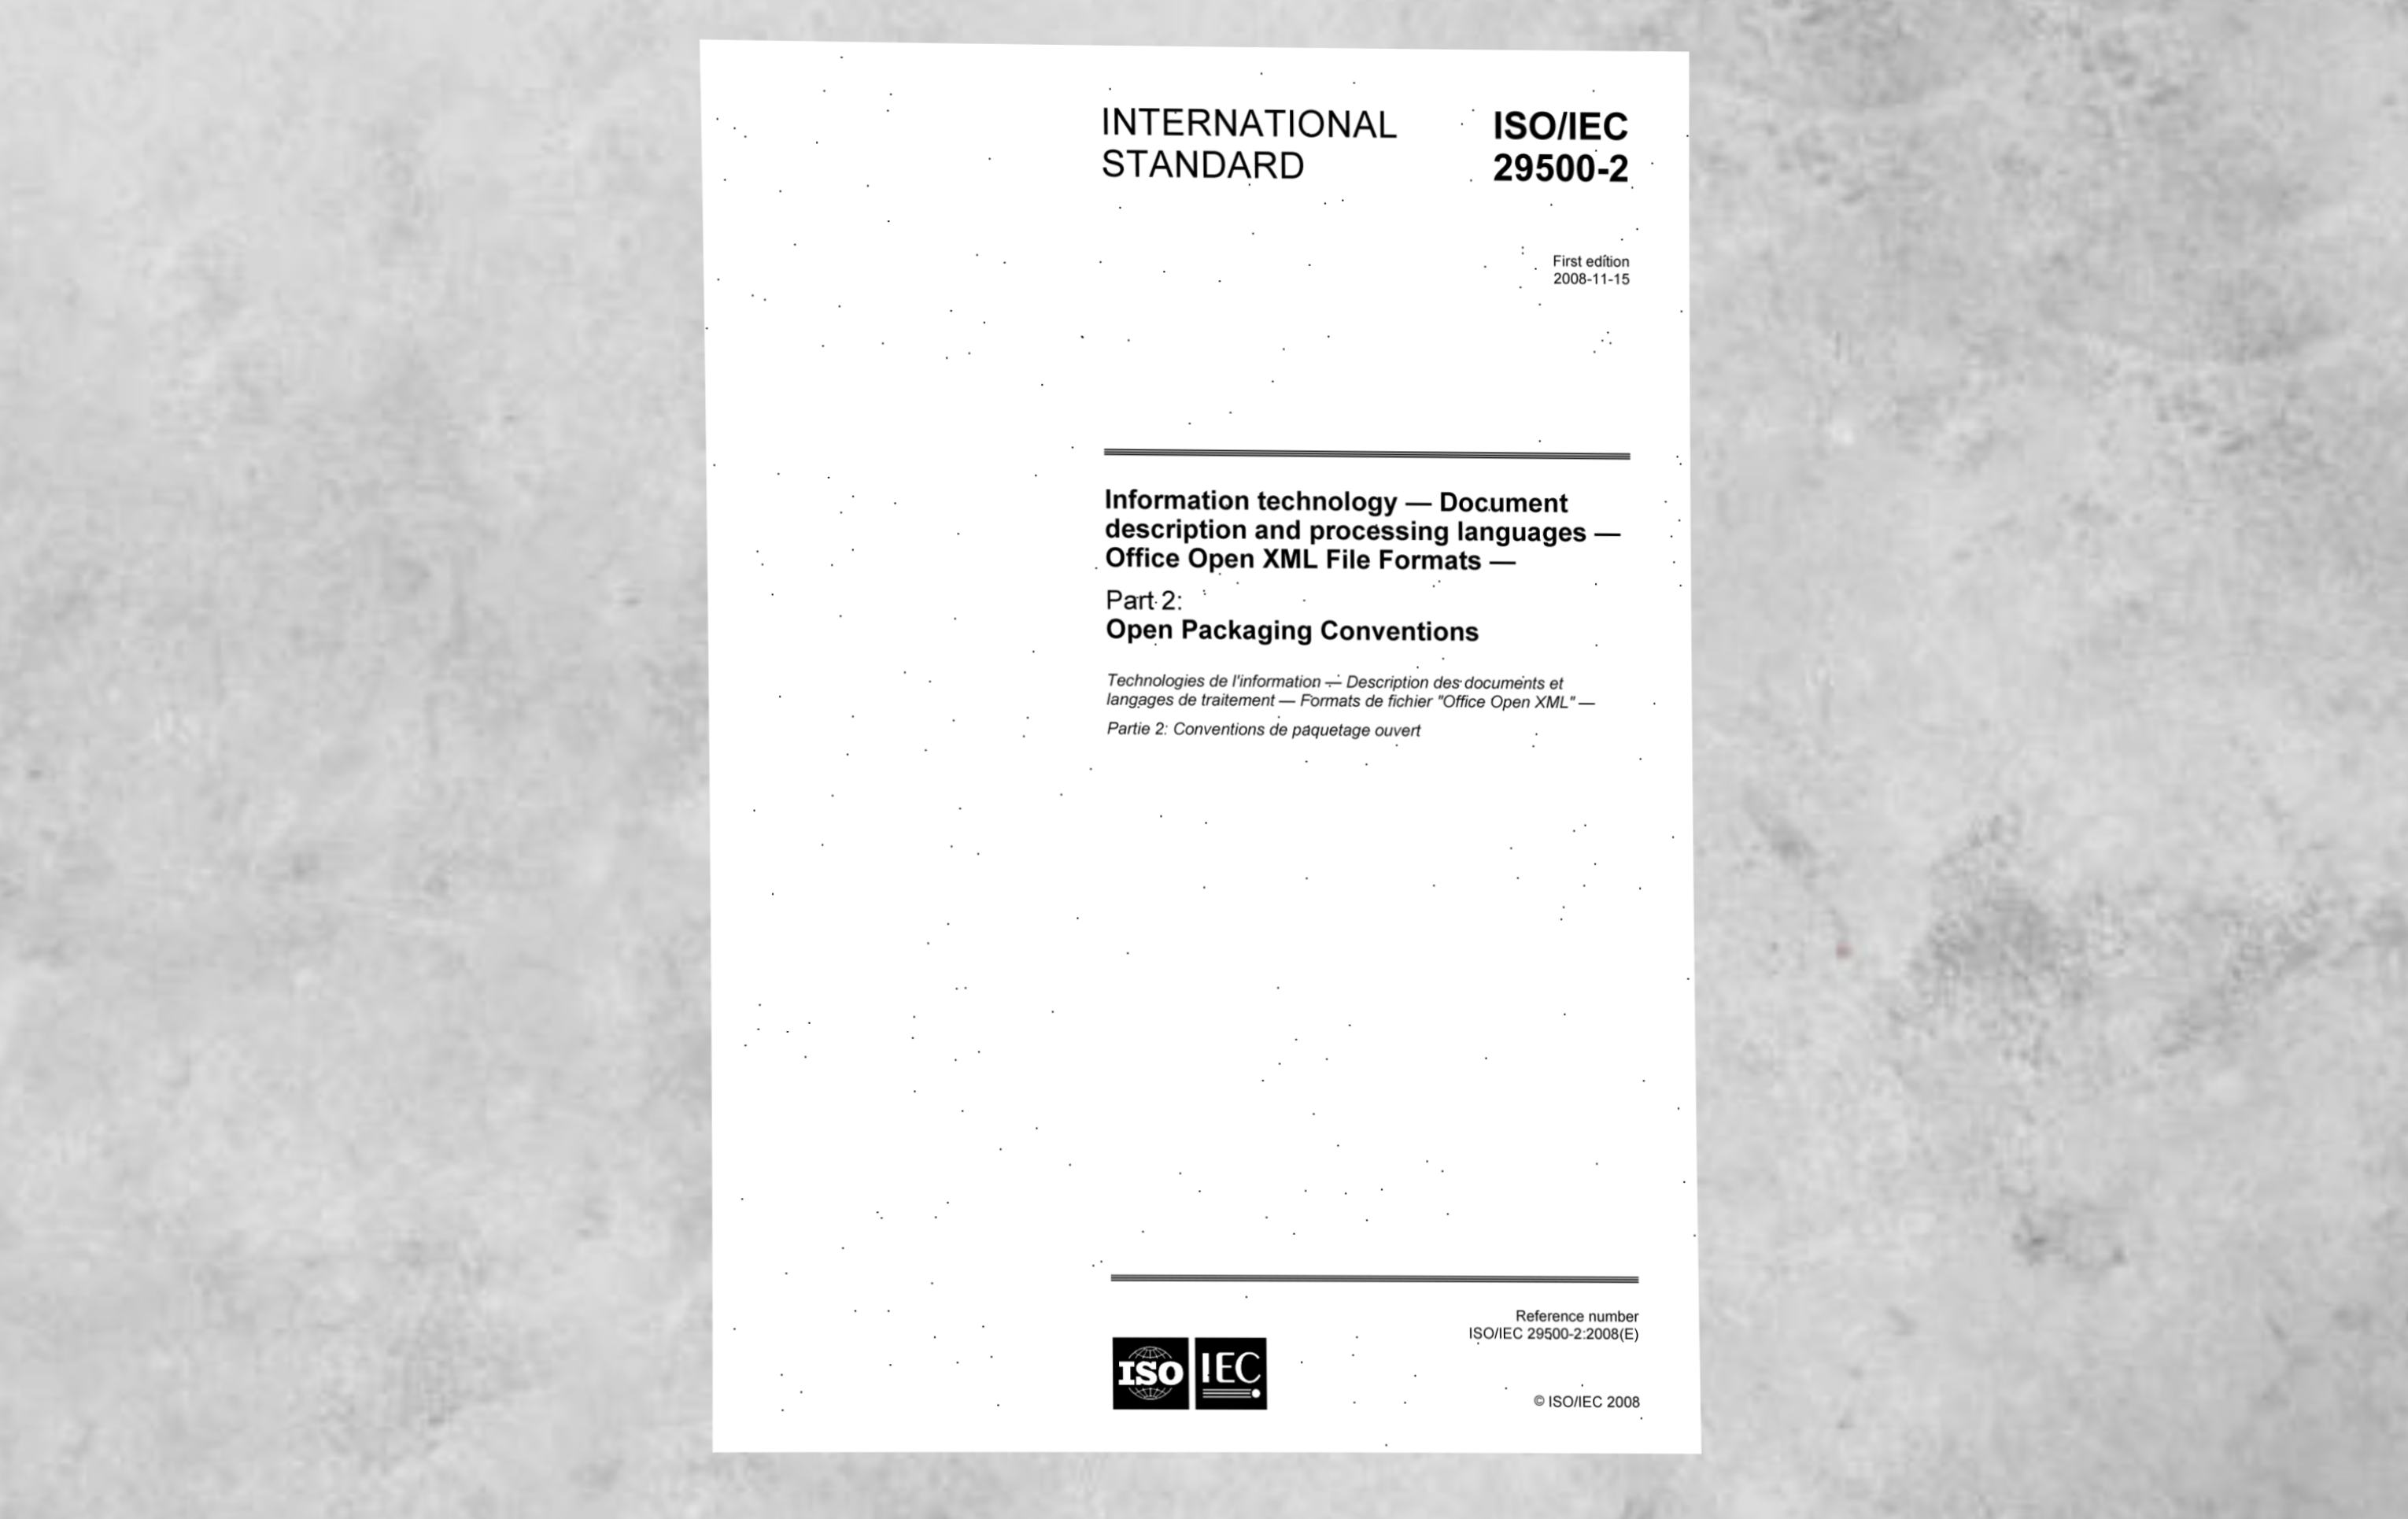 INTERNATIONAL
STANDARD
ISO/IEC
29500-2
First edition
2008-11-15
Information technology — Document
description and processing languages —
Office Open XML File Formats —
Part 2:
Open Packaging Conventions
Technologies de l'information — Description des documents et
langages de traitement — Formats de fichier "Office Open XML" —
Partie 2: Conventions de paquetage ouvert
Reference number
ISO/IEC 29500-2:2008(E)
ISO IEC
© ISO/IEC 2008